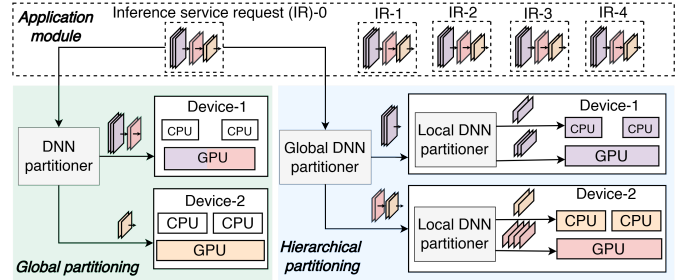 Application
module
Inference service request (IR)-0
IR-1
IR-2
IR-3
IR-4
DNN
partitioner
Device-1
CPU
CPU
GPU
Device-2
CPU
CPU
GPU
Global partitioning
Global DNN
partitioner
Device-1
Local DNN
partitioner
CPU
CPU
GPU
Device-2
Local DNN
partitioner
CPU
CPU
GPU
Hierarchical
partitioning